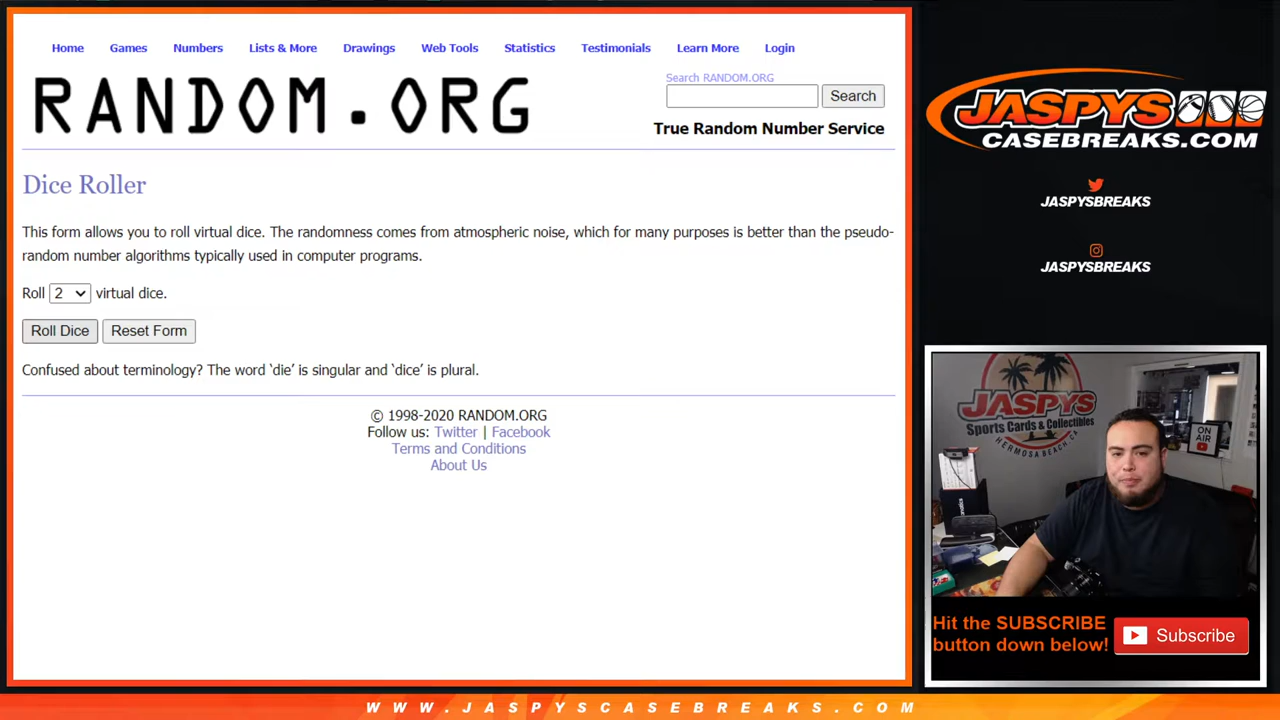 Home Games Numbers Lists & More Drawings Web Tools Statistics Testimonials Learn More Login
RANDOM.ORG
Search RANDOM.ORG
Search
True Random Number Service
Dice Roller
This form allows you to roll virtual dice. The randomness comes from atmospheric noise, which for many purposes is better than the pseudo-
random number algorithms typically used in computer programs.
Roll 2 virtual dice.
Roll Dice Reset Form
Confused about terminology? The word ‘die’ is singular and ‘dice’ is plural.
© 1998-2020 RANDOM.ORG
Follow us: Twitter | Facebook
Terms and Conditions
About Us
JASPYS
CASEBREAKS.COM
JASPYSBREAKS
JASPYSBREAKS
JASPYS
Sports Cards & Collectibles
HERMOSA BEACH, CA
ON
AIR
Hit the SUBSCRIBE
button down below!
Subscribe
WWW.JASPYSCASEBREAKS.COM